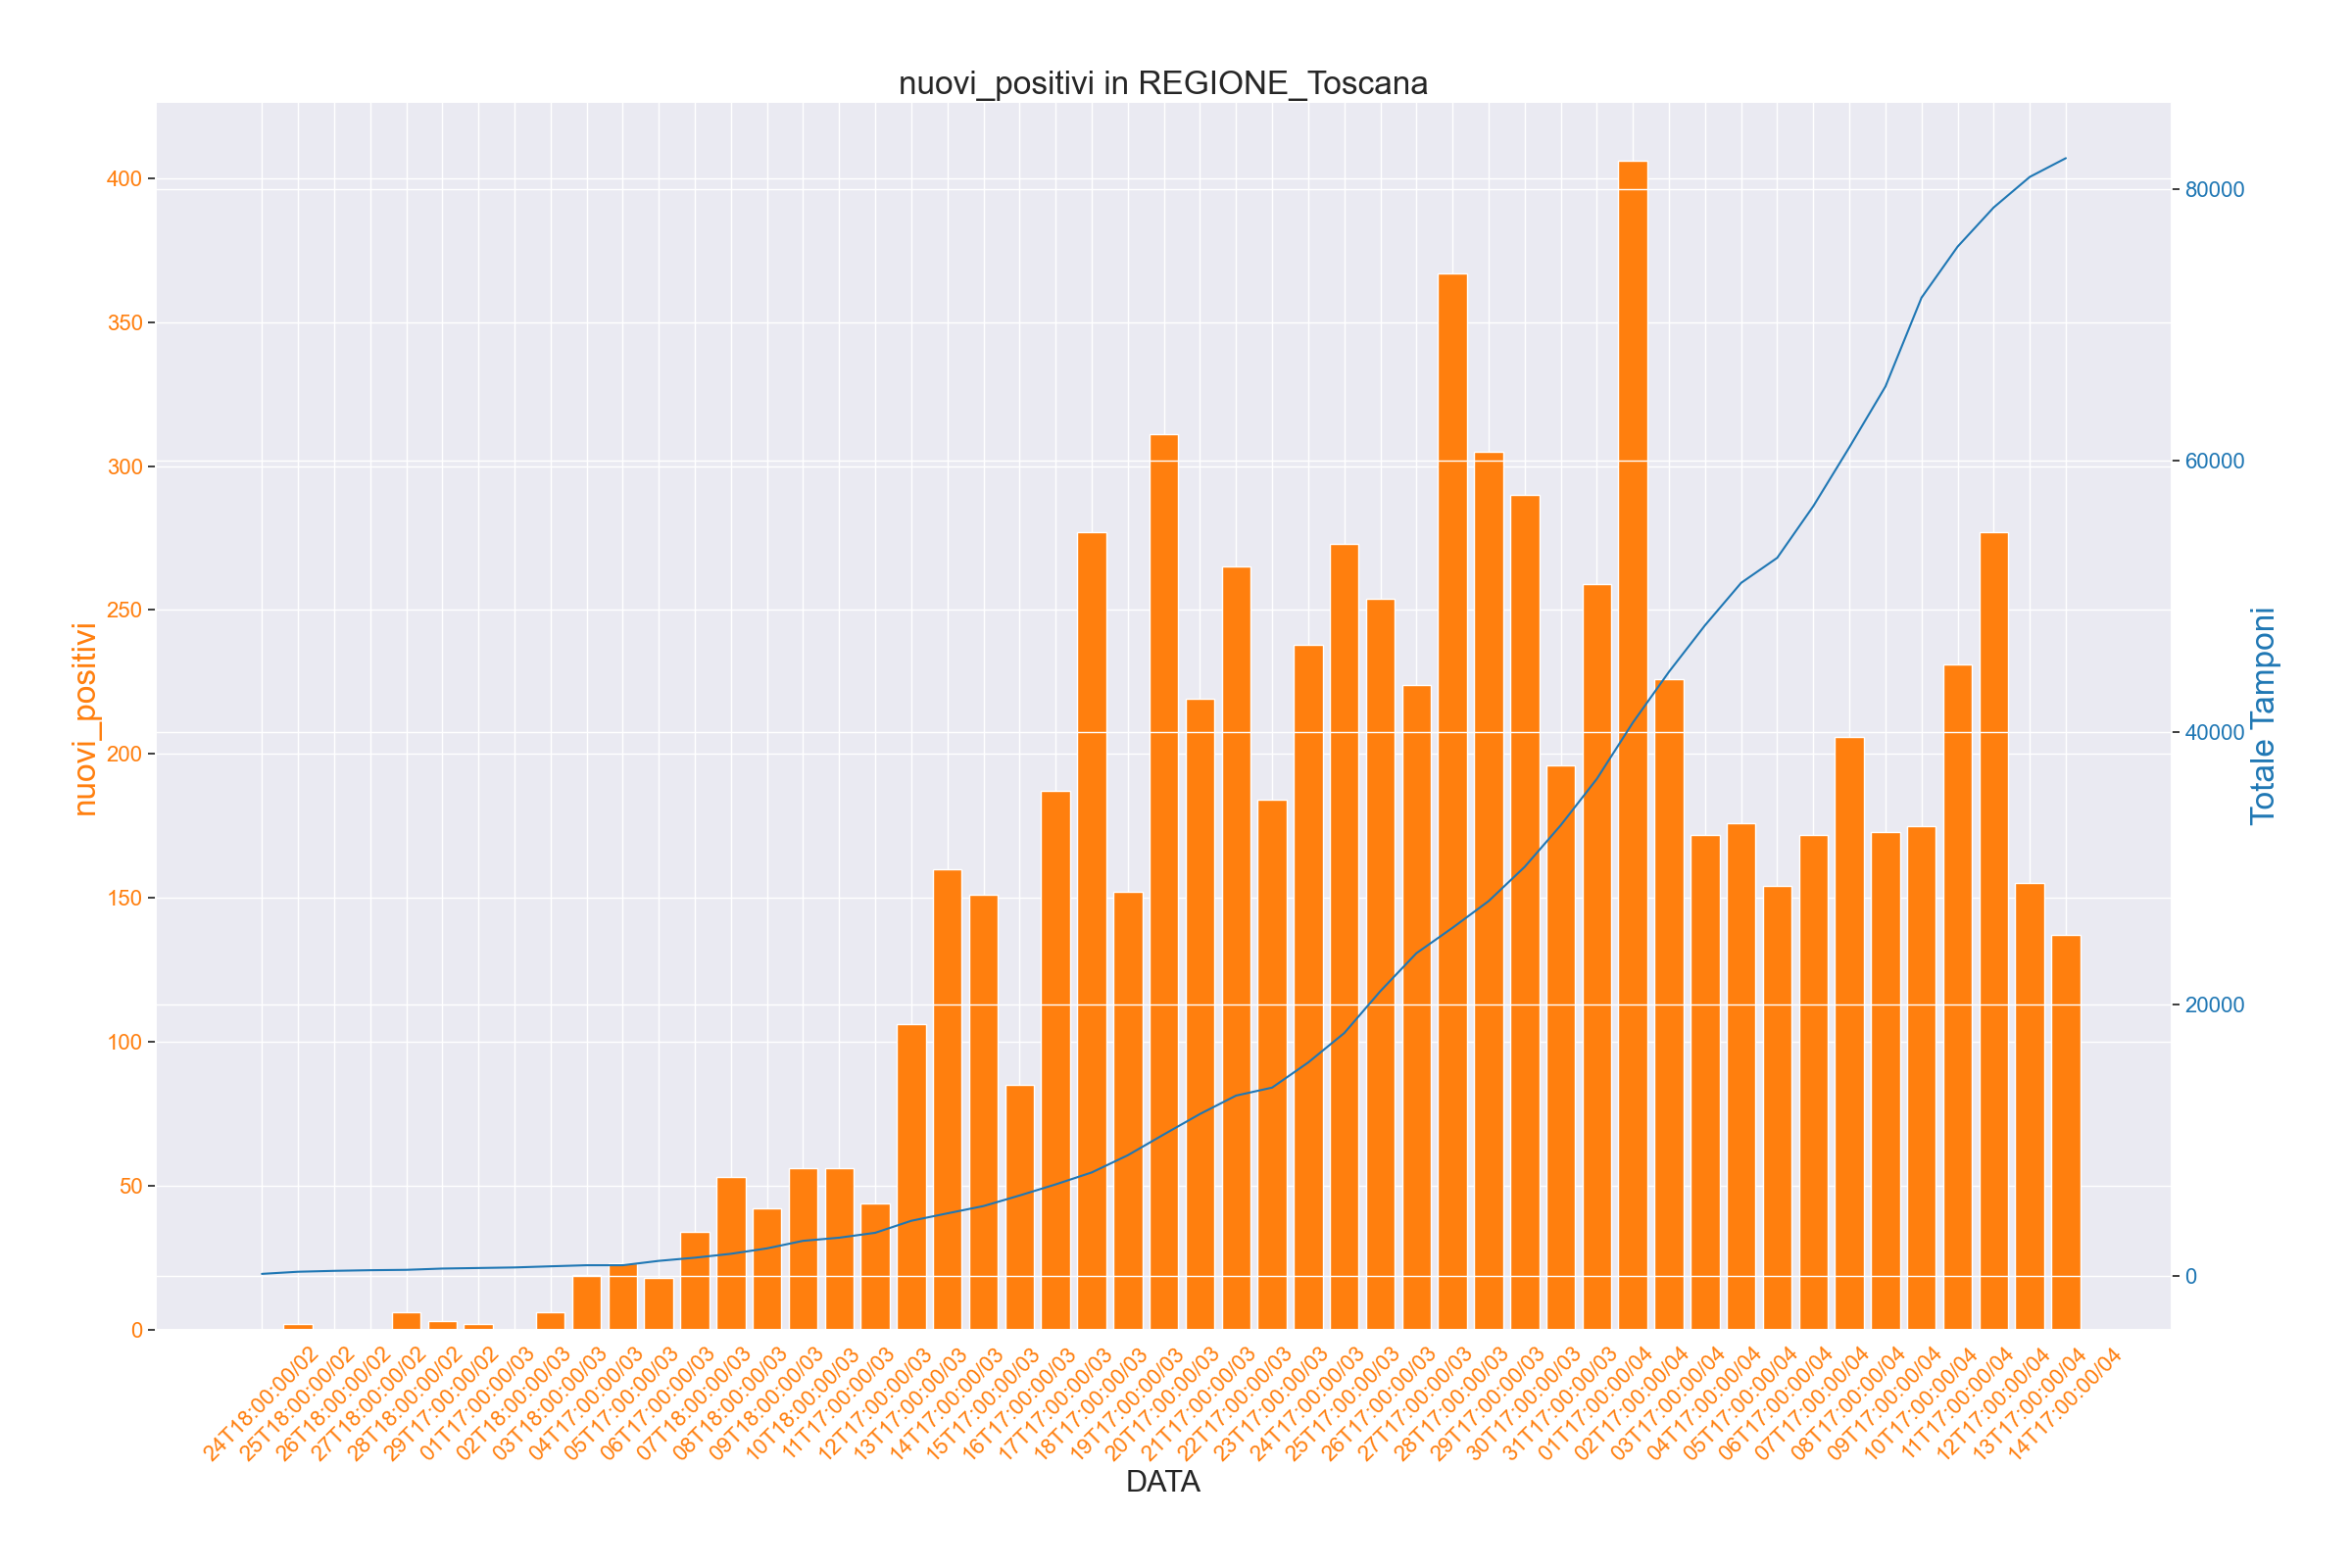 nuovi_positivi in REGIONE_Toscana
400
350
300
250
200
150
100
50
0
nuovi_positivi
80000
60000
40000
20000
0
Totale Tamponi
24T18:00:00/02
25T18:00:00/02
26T18:00:00/02
27T18:00:00/02
28T18:00:00/02
29T17:00:00/02
01T17:00:00/03
02T18:00:00/03
03T18:00:00/03
04T17:00:00/03
05T17:00:00/03
06T17:00:00/03
07T18:00:00/03
08T18:00:00/03
09T18:00:00/03
10T18:00:00/03
11T17:00:00/03
12T17:00:00/03
13T17:00:00/03
14T17:00:00/03
15T17:00:00/03
16T17:00:00/03
17T17:00:00/03
18T17:00:00/03
19T17:00:00/03
20T17:00:00/03
21T17:00:00/03
22T17:00:00/03
23T17:00:00/03
24T17:00:00/03
25T17:00:00/03
26T17:00:00/03
27T17:00:00/03
28T17:00:00/03
29T17:00:00/03
30T17:00:00/03
31T17:00:00/03
01T17:00:00/04
02T17:00:00/04
03T17:00:00/04
04T17:00:00/04
05T17:00:00/04
06T17:00:00/04
07T17:00:00/04
08T17:00:00/04
09T17:00:00/04
10T17:00:00/04
11T17:00:00/04
12T17:00:00/04
13T17:00:00/04
14T17:00:00/04
DATA